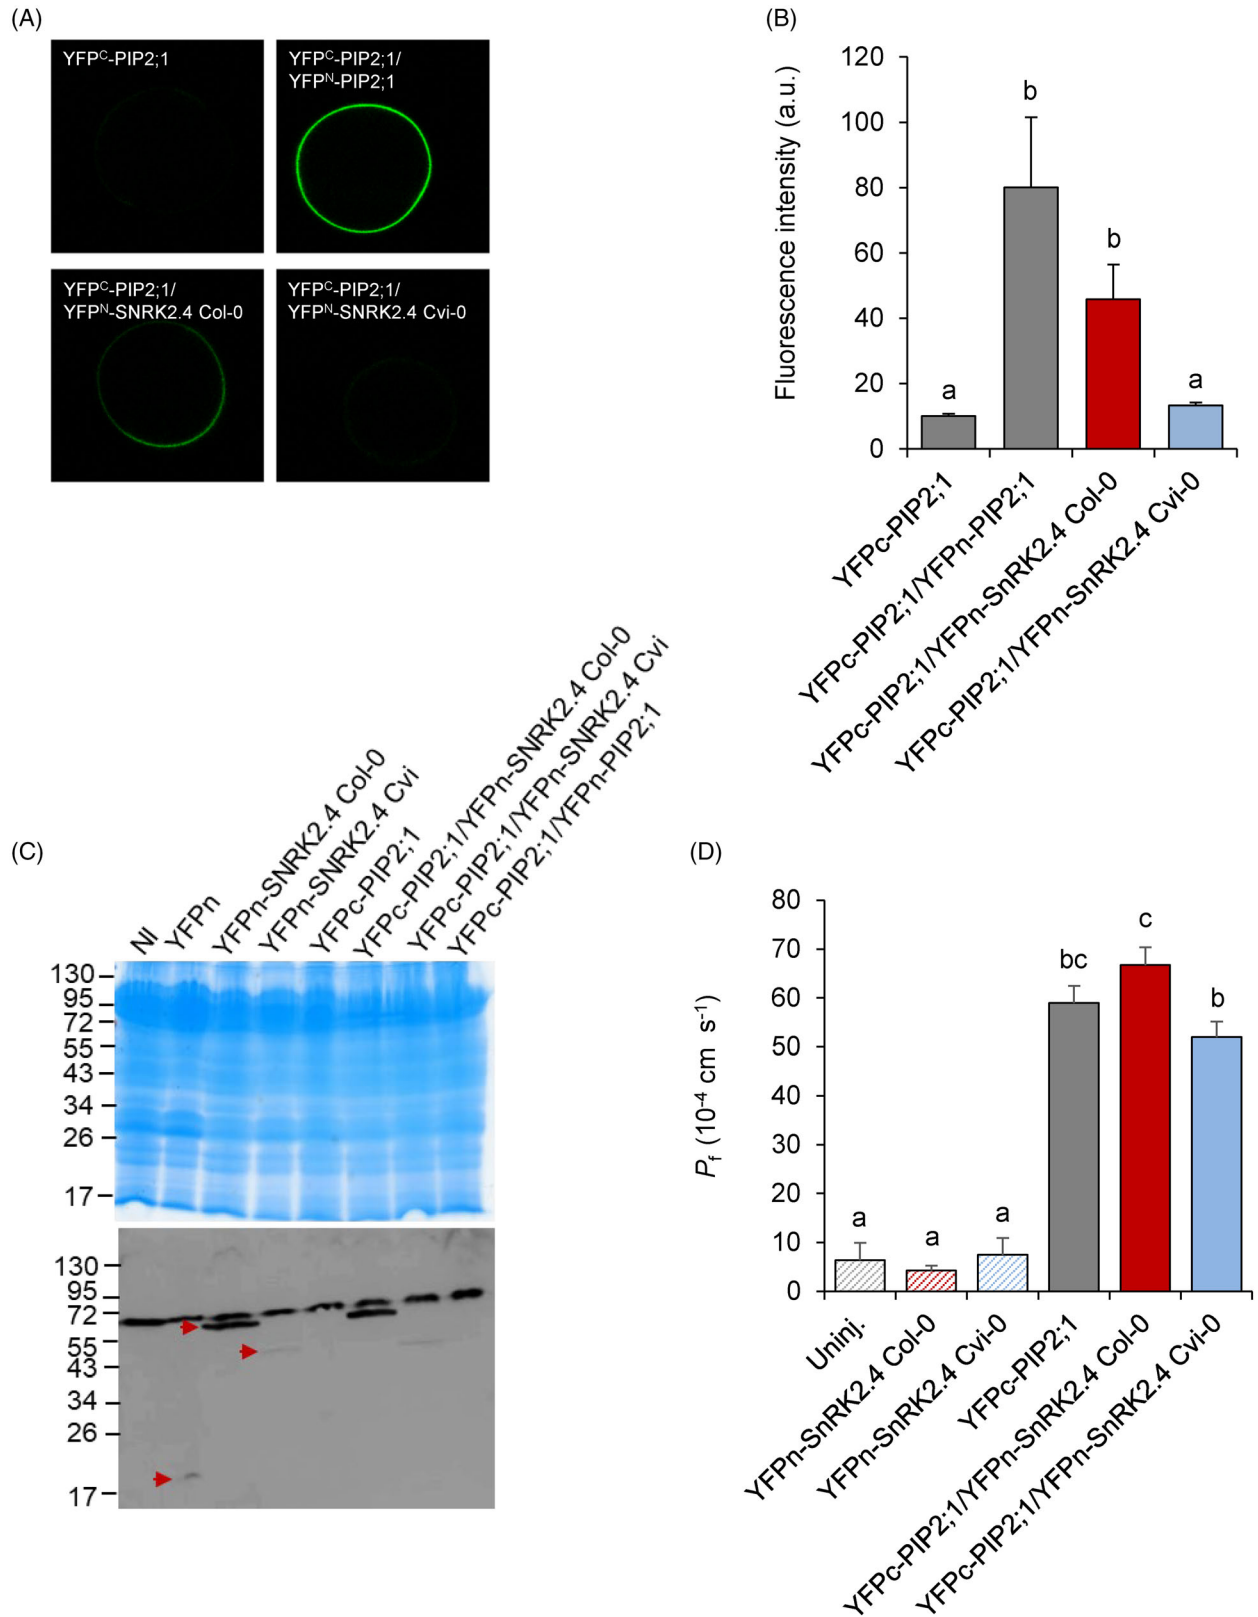 (A)
YFPC-PIP2;1
YFPC-PIP2;1/
YFPN-PIP2;1
YFPC-PIP2;1/
YFPN-SNRK2.4 Col-0
YFPC-PIP2;1/
YFPN-SNRK2.4 Cvi-0
(B)
Fluorescence intensity (a.u.)
120
100
80
60
40
20
0
a
b
b
a
YFPc-PIP2;1
YFPc-PIP2;1/YFPn-PIP2;1
YFPc-PIP2;1/YFPn-SnRK2.4 Col-0
YFPc-PIP2;1/YFPn-SnRK2.4 Cvi-0
(C)
NI
YFPn
YFPn-SNRK2.4 Col-0
YFPn-SNRK2.4 Cvi
YFPc-PIP2;1
YFPc-PIP2;1/YFPn-SNRK2.4 Col-0
YFPc-PIP2;1/YFPn-SNRK2.4 Cvi
YFPc-PIP2;1/YFPn-PIP2;1
130
95
72
55
43
34
26
17
130
95
72
55
43
34
26
17
(D)
Pf (10-4 cm s-1)
80
70
60
50
40
30
20
10
0
a
a
a
bc
c
b
Uninj.
YFPn-SnRK2.4 Col-0
YFPn-SnRK2.4 Cvi-0
YFPc-PIP2;1
YFPc-PIP2;1/YFPn-SnRK2.4 Col-0
YFPc-PIP2;1/YFPn-SnRK2.4 Cvi-0